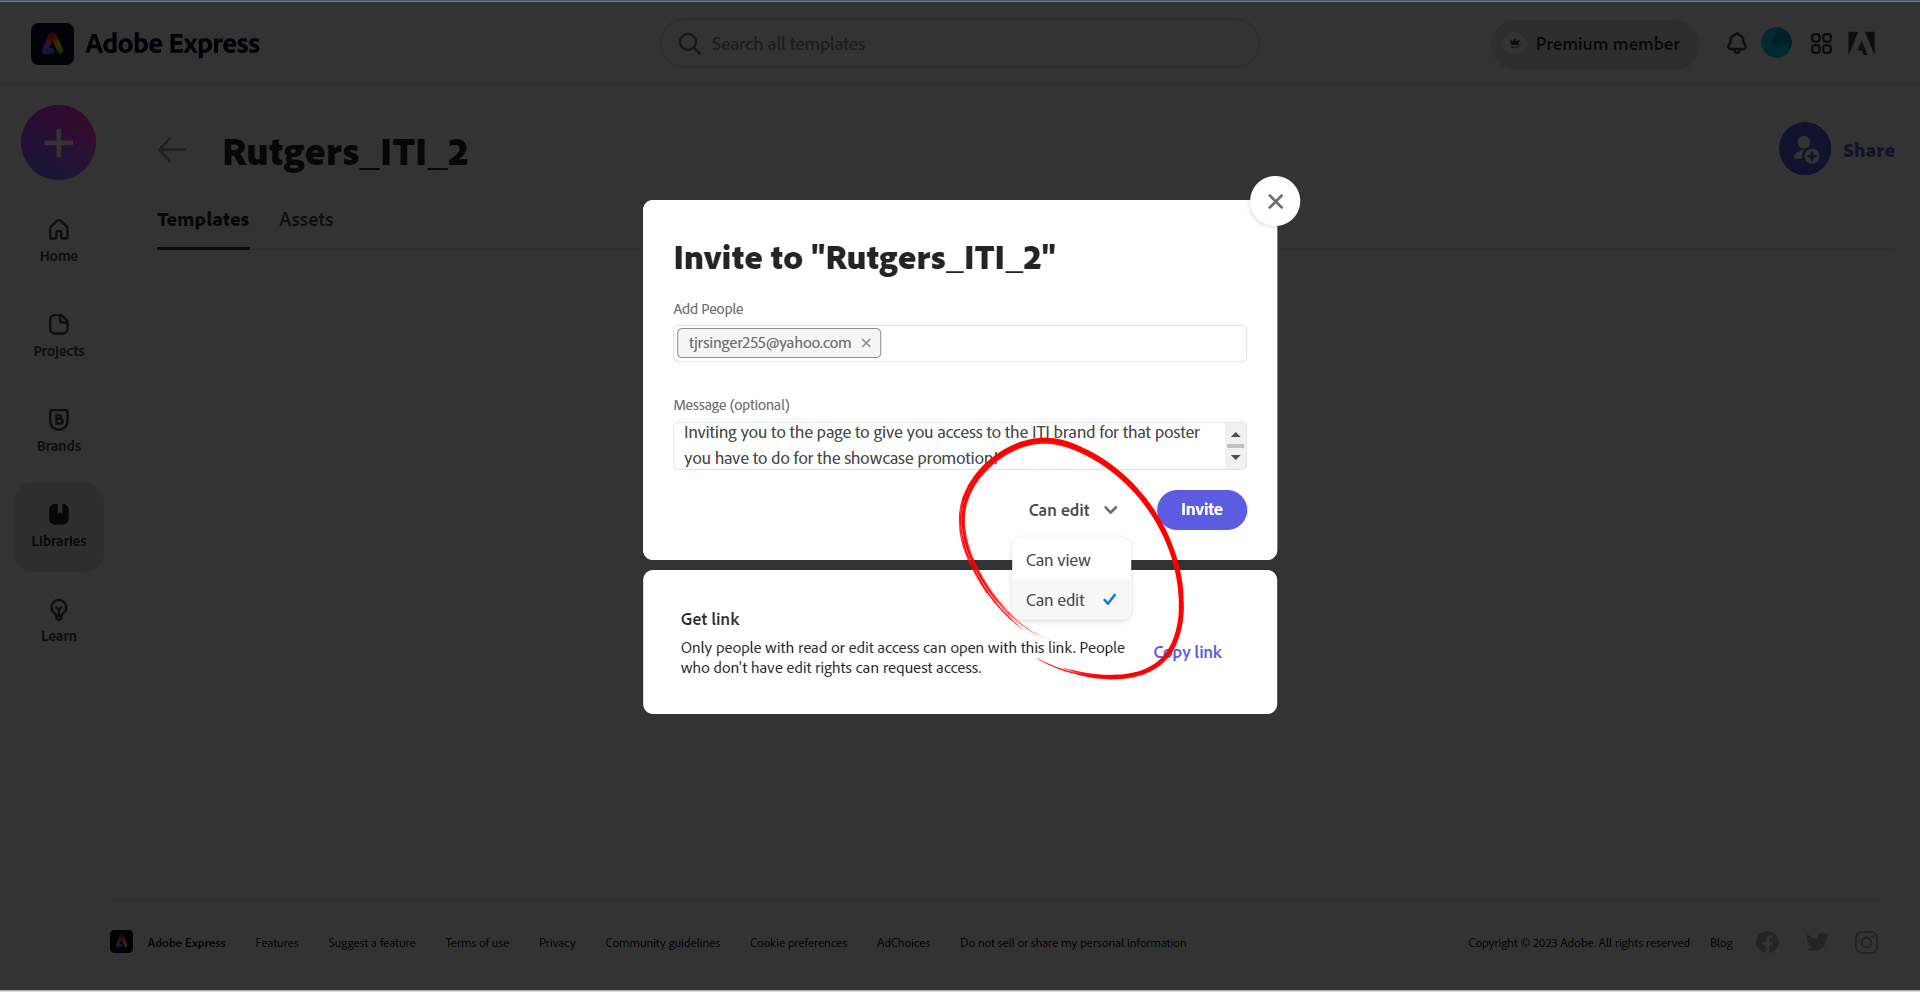 Adobe Express
Search all templates
Premium member
Rutgers_ITI_2
Share
Templates
Assets
Home
Projects
Brands
Libraries
Learn
Invite to "Rutgers_ITI_2"
Add People
tjrsinger255@yahoo.com
Message (optional)
Inviting you to the page to give you access to the ITI brand for that poster
you have to do for the showcase promotion!
Can edit
Invite
Can view
Can edit
Get link
Only people with read or edit access can open with this link. People
who don't have edit rights can request access.
Copy link
Adobe Express
Features
Suggest a feature
Terms of use
Privacy
Community guidelines
Cookie preferences
AdChoices
Do not sell or share my personal information
Copyright © 2023 Adobe. All rights reserved
Blog